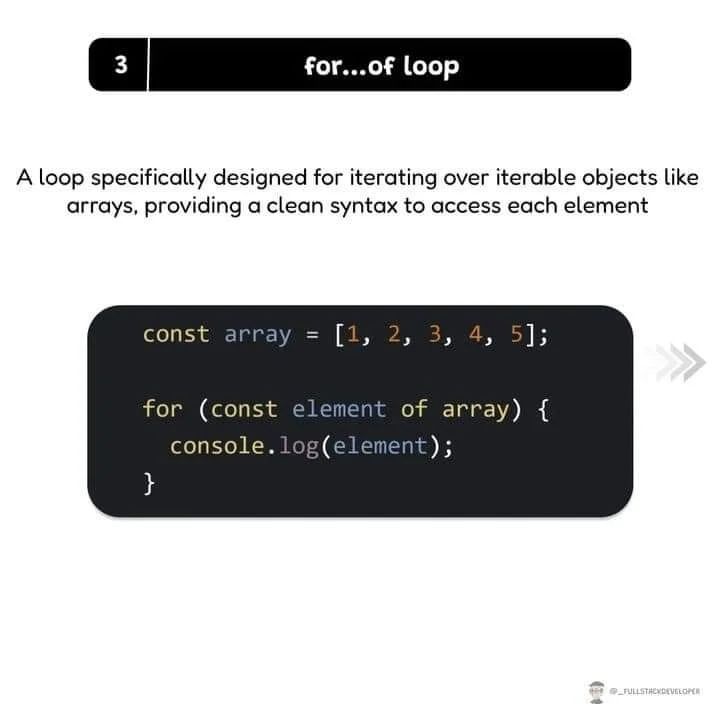 3 for...of loop
A loop specifically designed for iterating over iterable objects like
arrays, providing a clean syntax to access each element
const array = [1, 2, 3, 4, 5];
for (const element of array) {
  console.log(element);
}
@_FULLSTACKDEVELOPER